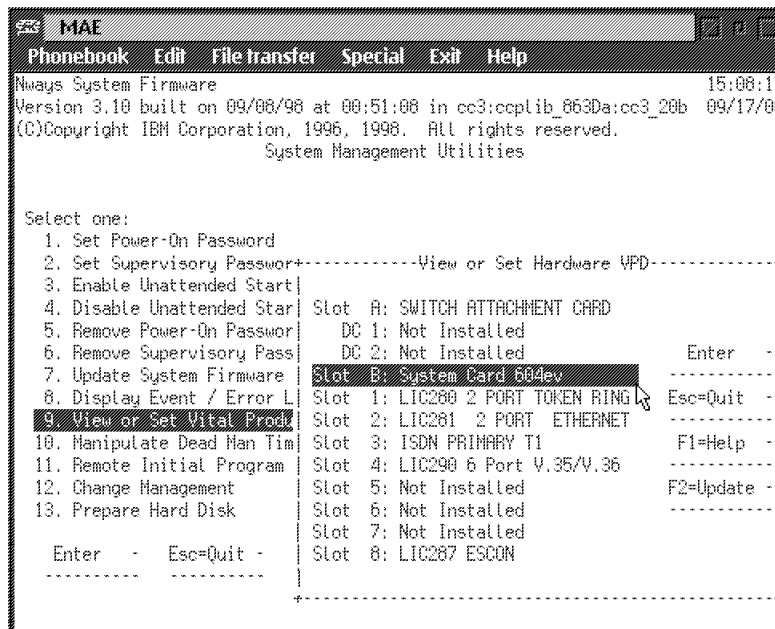 MAE
Phonebook Edit File transfer Special Exit Help
Nways System Firmware 15:08:1
Version 3.10 built on 09/08/98 at 00:51:08 in cc3:ccplib_863Da:cc3_20b 09/17/0
(C)Copyright IBM Corporation, 1996, 1998. All rights reserved.
System Management Utilities
Select one:
1. Set Power-On Password
2. Set Supervisory Passwor+------------View or Set Hardware VPD-------------
3. Enable Unattended Start|
4. Disable Unattended Star| Slot A: SWITCH ATTACHMENT CARD
5. Remove Power-On Passwor| DC 1: Not Installed
6. Remove Supervisory Pass| DC 2: Not Installed Enter -
7. Update System Firmware | Slot B: System Card 604ev ----------
8. Display Event / Error L| Slot 1: LIC280 2 PORT TOKEN RING Esc=Quit -
9. View or Set Vital Produ Slot 2: LIC281 2 PORT ETHERNET ----------
10. Manipulate Dead Man Tim| Slot 3: ISDN PRIMARY T1 F1=Help -
11. Remote Initial Program | Slot 4: LIC290 6 Port V.35/V.36 ----------
12. Change Management | Slot 5: Not Installed F2=Update -
13. Prepare Hard Disk | Slot 6: Not Installed ----------
| Slot 7: Not Installed
Enter - Esc=Quit - | Slot 8: LIC287 ESCON
---------- ---------- |
+--------------------------------------------------